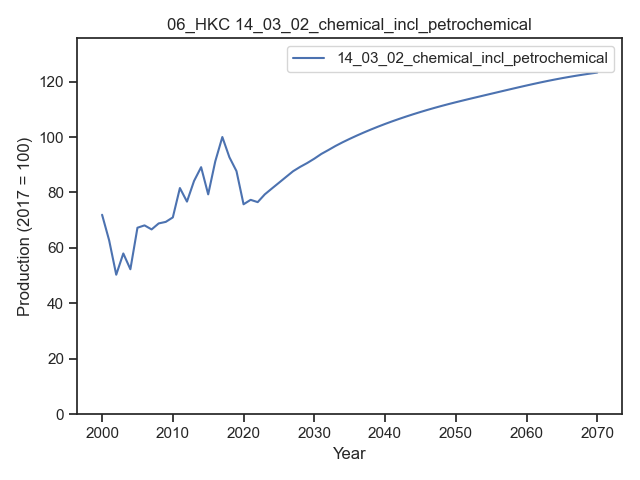 06_HKC 14_03_02_chemical_incl_petrochemical
14_03_02_chemical_incl_petrochemical
Production (2017 = 100)
120
100
80
60
40
20
0
2000 2010 2020 2030 2040 2050 2060 2070
Year